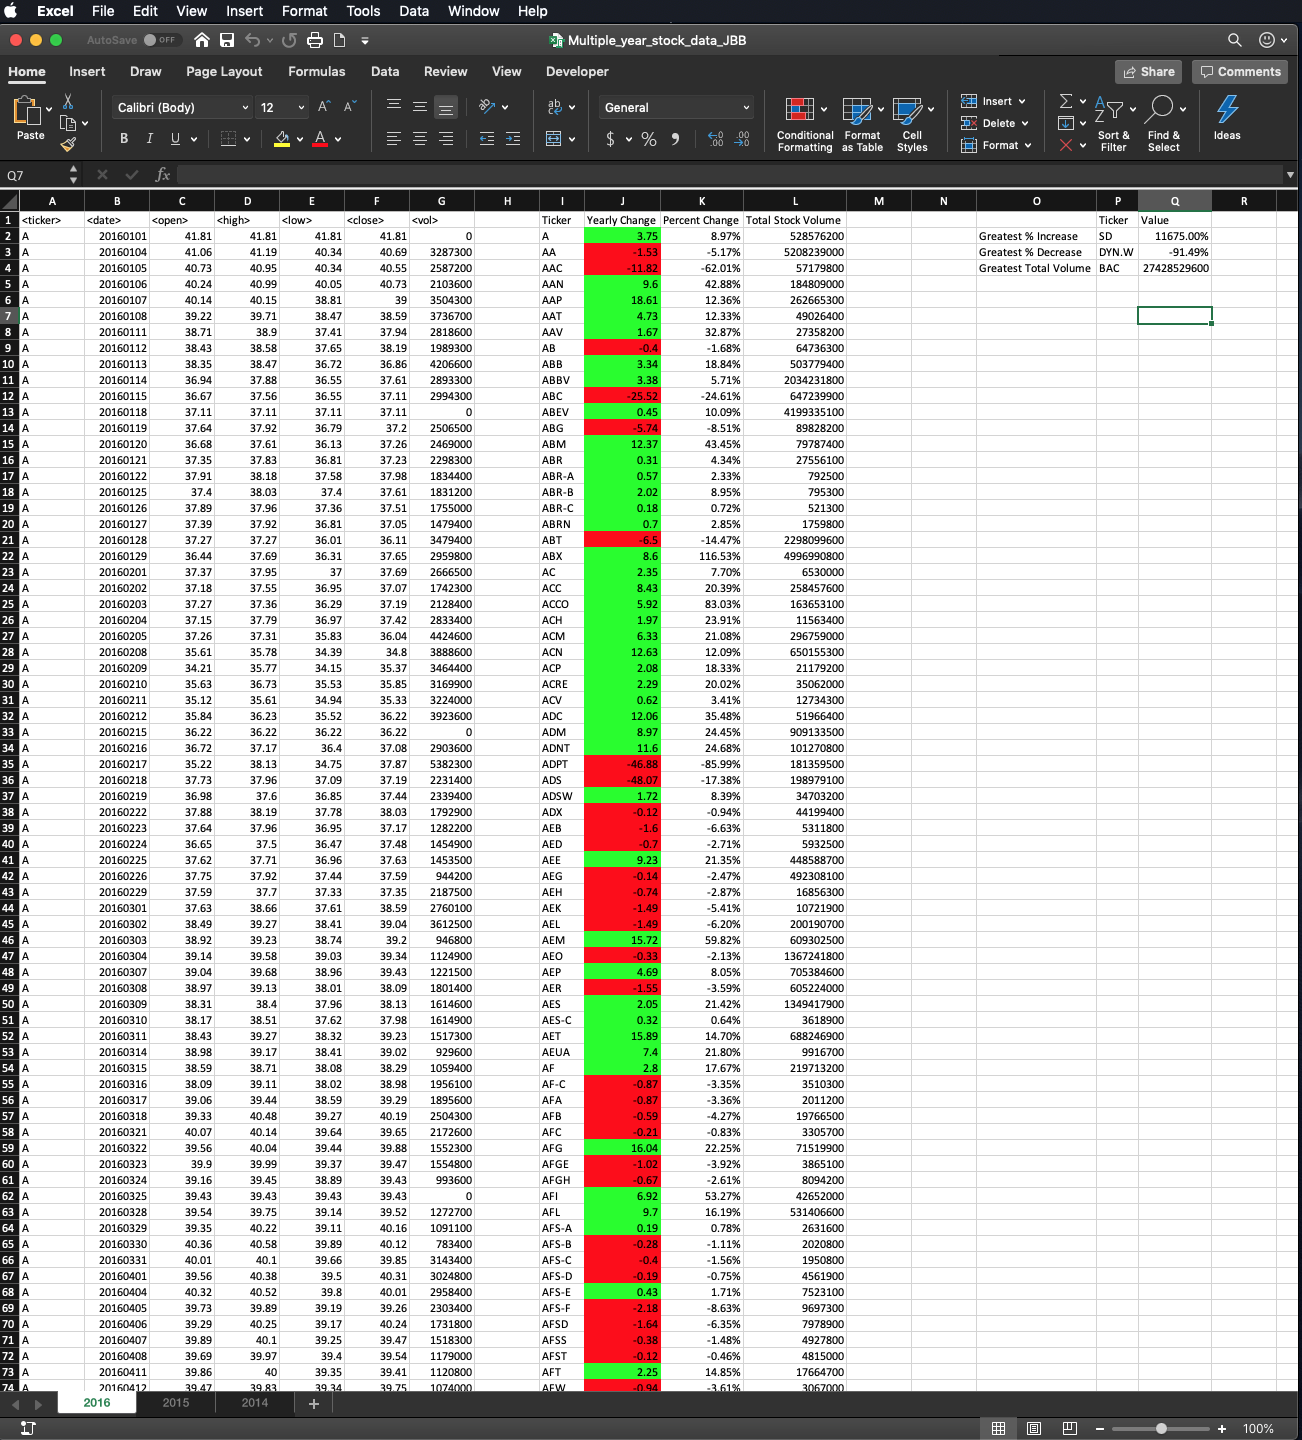 Excel File Edit View Insert Format Tools Data Window Help
AutoSave OFF Multiple_year_stock_data_JBB
Home Insert Draw Page Layout Formulas Data Review View Developer Share Comments
Paste Calibri (Body) 12 A A ab General Conditional Formatting Format as Table Cell Styles Insert Delete Format Sort & Filter Find & Select Ideas
B I U A $ % 
Q7 fx
A B C D E F G H I J K L M N O P Q R
1 <ticker> <date> <open> <high> <low> <close> <vol> Ticker Yearly Change Percent Change Total Stock Volume Ticker Value
2 A 20160101 41.81 41.81 41.81 41.81 0 A 3.75 8.97% 528576200 Greatest % Increase SD 11675.00%
3 A 20160104 41.06 41.19 40.34 40.69 3287300 AA -1.53 -5.17% 5208239000 Greatest % Decrease DYN.W -91.49%
4 A 20160105 40.73 40.95 40.34 40.55 2587200 AAC -11.82 -62.01% 57179800 Greatest Total Volume BAC 27428529600
5 A 20160106 40.24 40.99 40.05 40.73 2103600 AAN 9.6 42.88% 184809000
6 A 20160107 40.14 40.15 38.81 39 3504300 AAP 18.61 12.36% 262665300
7 A 20160108 39.22 39.71 38.47 38.59 3736700 AAT 4.73 12.33% 49026400
8 A 20160111 38.71 38.9 37.41 37.94 2818600 AAV 1.67 32.87% 27358200
9 A 20160112 38.43 38.58 37.65 38.19 1989300 AB -0.4 -1.68% 64736300
10 A 20160113 38.35 38.47 36.72 36.86 4206600 ABB 3.34 18.84% 503779400
11 A 20160114 36.94 37.88 36.55 37.61 2893300 ABBV 3.38 5.71% 2034231800
12 A 20160115 36.67 37.56 36.55 37.11 2994300 ABC -25.52 -24.61% 647239900
13 A 20160118 37.11 37.11 37.11 37.11 0 ABEV 0.45 10.09% 4199335100
14 A 20160119 37.64 37.92 36.79 37.2 2506500 ABG -5.74 -8.51% 89828200
15 A 20160120 36.68 37.61 36.13 37.26 2469000 ABM 12.37 43.45% 79787400
16 A 20160121 37.35 37.83 36.81 37.23 2298300 ABR 0.31 4.34% 27556100
17 A 20160122 37.91 38.18 37.58 37.98 1834400 ABR-A 0.57 2.33% 792500
18 A 20160125 37.4 38.03 37.4 37.61 1831200 ABR-B 2.02 8.95% 795300
19 A 20160126 37.89 37.96 37.36 37.51 1755000 ABR-C 0.18 0.72% 521300
20 A 20160127 37.39 37.92 36.81 37.05 1479400 ABRN 0.7 2.85% 1759800
21 A 20160128 37.27 37.27 36.01 36.11 3479400 ABT -6.5 -14.47% 2298099600
22 A 20160129 36.44 37.69 36.31 37.65 2959800 ABX 8.6 116.53% 4996990800
23 A 20160201 37.37 37.95 37 37.69 2666500 AC 2.35 7.70% 6530000
24 A 20160202 37.18 37.55 36.95 37.07 1742300 ACC 8.43 20.39% 258457600
25 A 20160203 37.27 37.36 36.29 37.19 2128400 ACCO 5.92 83.03% 163653100
26 A 20160204 37.15 37.79 36.97 37.42 2833400 ACH 1.97 23.91% 11563400
27 A 20160205 37.26 37.31 35.83 36.04 4424600 ACM 6.33 21.08% 296759000
28 A 20160208 35.61 35.78 34.39 34.8 3888600 ACN 12.63 12.09% 650155300
29 A 20160209 34.21 35.77 34.15 35.37 3464400 ACP 2.08 18.33% 21179200
30 A 20160210 35.63 36.73 35.53 35.85 3169900 ACRE 2.29 20.02% 35062000
31 A 20160211 35.12 35.61 34.94 35.33 3224000 ACV 0.62 3.41% 12734300
32 A 20160212 35.84 36.23 35.52 36.22 3923600 ADC 12.06 35.48% 51966400
33 A 20160215 36.22 36.22 36.22 36.22 0 ADM 8.97 24.45% 909133500
34 A 20160216 36.72 37.17 36.4 37.08 2903600 ADNT 11.6 24.68% 101270800
35 A 20160217 35.22 38.13 34.75 37.87 5382300 ADPT -46.88 -85.99% 181359500
36 A 20160218 37.73 37.96 37.09 37.19 2231400 ADS -48.07 -17.38% 198979100
37 A 20160219 36.98 37.6 36.85 37.44 2339400 ADSW 1.72 8.39% 34703200
38 A 20160222 37.88 38.19 37.78 38.03 1792900 ADX -0.12 -0.94% 44199400
39 A 20160223 37.64 37.96 36.95 37.17 1282200 AEB -1.6 -6.63% 5311800
40 A 20160224 36.65 37.5 36.47 37.48 1454900 AED -0.7 -2.71% 5932500
41 A 20160225 37.62 37.71 36.96 37.63 1453500 AEE 9.23 21.35% 448588700
42 A 20160226 37.75 37.92 37.44 37.59 944200 AEG -0.14 -2.47% 492308100
43 A 20160229 37.59 37.7 37.33 37.35 2187500 AEH -0.74 -2.87% 16856300
44 A 20160301 37.63 38.66 37.61 38.59 2760100 AEK -1.49 -5.41% 10721900
45 A 20160302 38.49 39.27 38.41 39.04 3612500 AEL -1.49 -6.20% 200190700
46 A 20160303 38.92 39.23 38.74 39.2 946800 AEM 15.72 59.82% 609302500
47 A 20160304 39.14 39.58 39.03 39.34 1124900 AEO -0.33 -2.13% 1367241800
48 A 20160307 39.04 39.68 38.96 39.43 1221500 AEP 4.69 8.05% 705384600
49 A 20160308 38.97 39.13 38.01 38.09 1801400 AER -1.55 -3.59% 605224000
50 A 20160309 38.31 38.4 37.96 38.13 1614600 AES 2.05 21.42% 1349417900
51 A 20160310 38.17 38.51 37.62 37.98 1614900 AES-C 0.32 0.64% 3618900
52 A 20160311 38.43 39.27 38.32 39.23 1517300 AET 15.89 14.70% 688246900
53 A 20160314 38.98 39.17 38.41 39.02 929600 AEUA 7.4 21.80% 9916700
54 A 20160315 38.59 38.71 38.08 38.29 1059400 AF 2.8 17.67% 219713200
55 A 20160316 38.09 39.11 38.02 38.98 1956100 AF-C -0.87 -3.35% 3510300
56 A 20160317 39.06 39.44 38.59 39.29 1895600 AFA -0.87 -3.36% 2011200
57 A 20160318 39.33 40.48 39.27 40.19 2504300 AFB -0.59 -4.27% 19766500
58 A 20160321 40.07 40.14 39.64 39.65 2172600 AFC -0.21 -0.83% 3305700
59 A 20160322 39.56 40.04 39.44 39.88 1552300 AFG 16.04 22.25% 71519900
60 A 20160323 39.9 39.99 39.37 39.47 1554800 AFGE -1.02 -3.92% 3865100
61 A 20160324 39.16 39.45 38.89 39.43 993600 AFGH -0.67 -2.61% 8094200
62 A 20160325 39.43 39.43 39.43 39.43 0 AFI 6.92 53.27% 42652000
63 A 20160328 39.54 39.75 39.14 39.52 1272700 AFL 9.7 16.19% 531406600
64 A 20160329 39.35 40.22 39.11 40.16 1091100 AFS-A 0.19 0.78% 2631600
65 A 20160330 40.36 40.58 39.89 40.12 783400 AFS-B -0.28 -1.11% 2020800
66 A 20160331 40.01 40.1 39.66 39.85 3143400 AFS-C -0.4 -1.56% 1950800
67 A 20160401 39.56 40.38 39.5 40.31 3024800 AFS-D -0.19 -0.75% 4561900
68 A 20160404 40.32 40.52 39.8 40.01 2958400 AFS-E 0.43 1.71% 7523100
69 A 20160405 39.73 39.89 39.19 39.26 2303400 AFS-F -2.18 -8.63% 9697300
70 A 20160406 39.29 40.25 39.17 40.24 1731800 AFSD -1.64 -6.35% 7978900
71 A 20160407 39.89 40.1 39.25 39.47 1518300 AFSS -0.38 -1.48% 4927800
72 A 20160408 39.69 39.97 39.4 39.54 1179000 AFST -0.12 -0.46% 4815000
73 A 20160411 39.86 40 39.35 39.41 1120800 AFT 2.25 14.85% 17664700
74 A 20160412 39.47 39.83 39.34 39.75 1074000 AFW -0.94 -3.61% 3067000
2016 2015 2014 +
100%